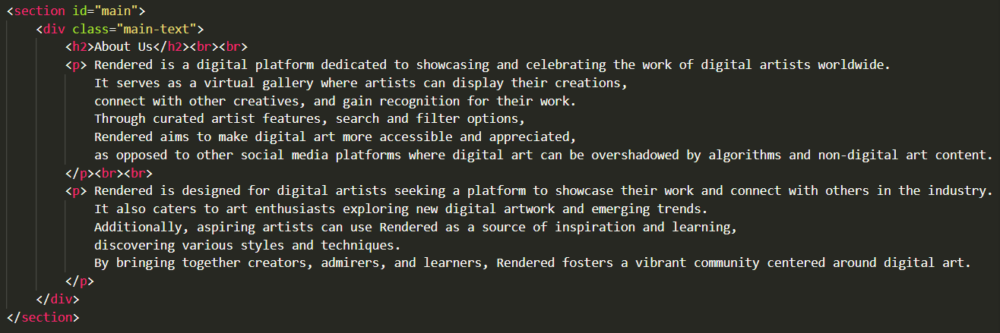 <section id="main">
    <div class="main-text">
        <h2>About Us</h2><br><br>
        <p> Rendered is a digital platform dedicated to showcasing and celebrating the work of digital artists worldwide.
            It serves as a virtual gallery where artists can display their creations,
            connect with other creatives, and gain recognition for their work.
            Through curated artist features, search and filter options,
            Rendered aims to make digital art more accessible and appreciated,
            as opposed to other social media platforms where digital art can be overshadowed by algorithms and non-digital art content.
        </p><br><br>
        <p> Rendered is designed for digital artists seeking a platform to showcase their work and connect with others in the industry.
            It also caters to art enthusiasts exploring new digital artwork and emerging trends.
            Additionally, aspiring artists can use Rendered as a source of inspiration and learning,
            discovering various styles and techniques.
            By bringing together creators, admirers, and learners, Rendered fosters a vibrant community centered around digital art.
        </p>
    </div>
</section>